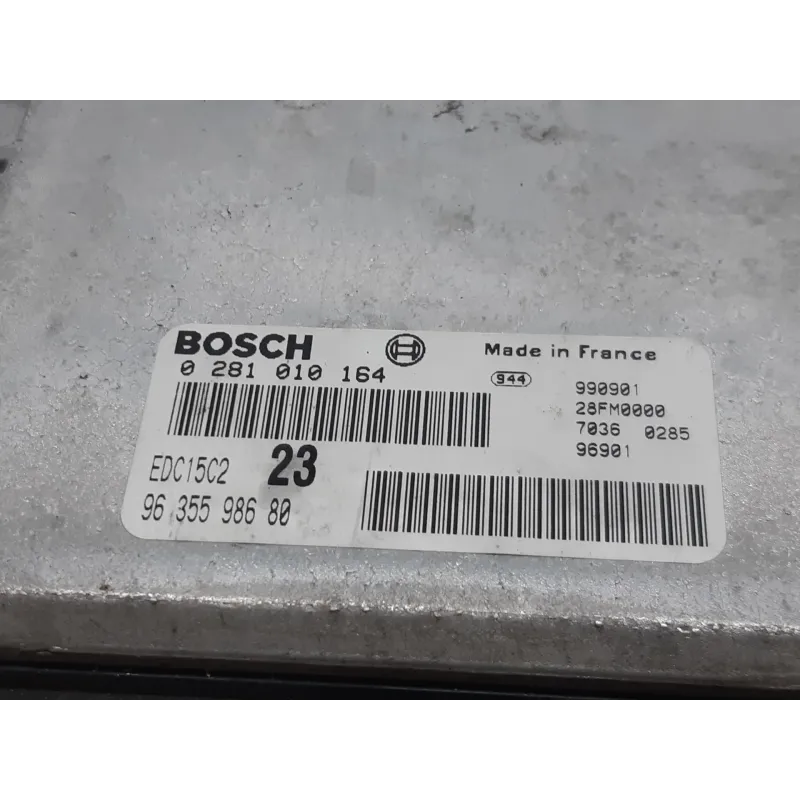 BOSCH
Made in France
0 281 010 164
944
990901
28FM0000
7036 0285
96901
EDC15C2 23
96 355 986 80